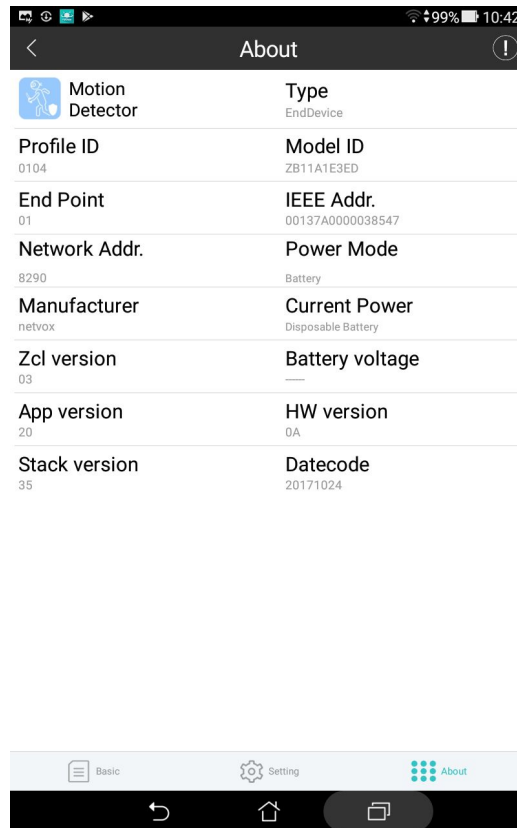 99% 10:42
About
Motion
Detector
Type
EndDevice
Profile ID
0104
Model ID
ZB11A1E3ED
End Point
01
IEEE Addr.
00137A0000038547
Network Addr.
8290
Power Mode
Battery
Manufacturer
netvox
Current Power
Disposable Battery
Zcl version
03
Battery voltage
—
App version
20
HW version
0A
Stack version
35
Datecode
20171024
Basic
Setting
About